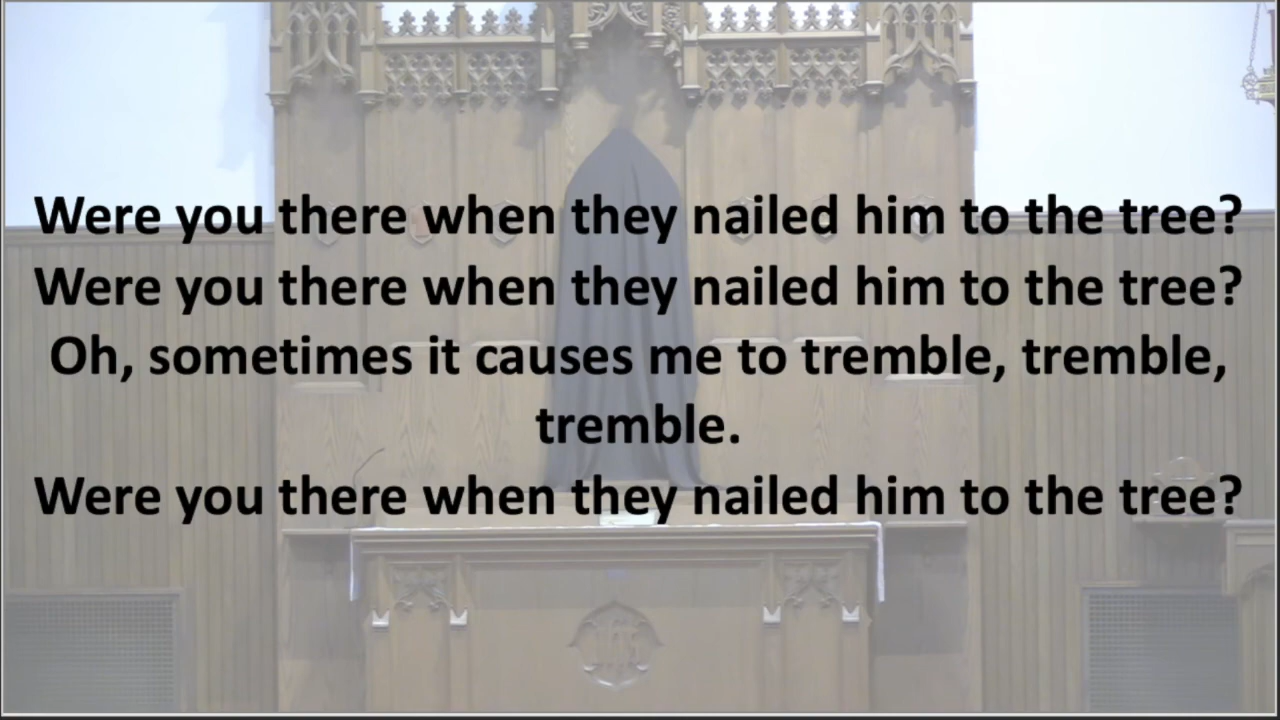 Were you there when they nailed him to the tree?
Were you there when they nailed him to the tree?
Oh, sometimes it causes me to tremble, tremble,
tremble.
Were you there when they nailed him to the tree?
IHS